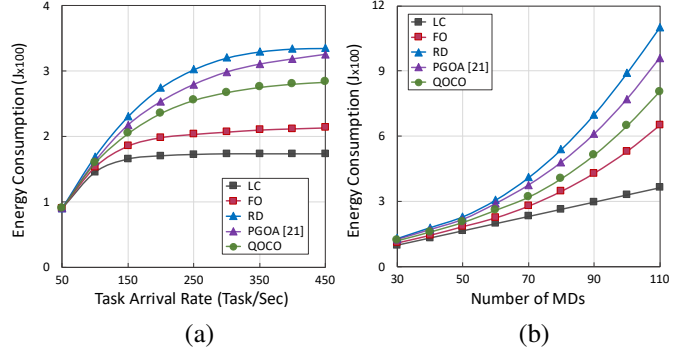 Energy Consumption (Jx100)
4
3
2
1
0
50
150
250
350
450
Task Arrival Rate (Task/Sec)
LC
FO
RD
PGOA [21]
QOCO
(a)
Energy Consumption (Jx100)
12
9
6
3
0
30
50
70
90
110
Number of MDs
LC
FO
RD
PGOA [21]
QOCO
(b)